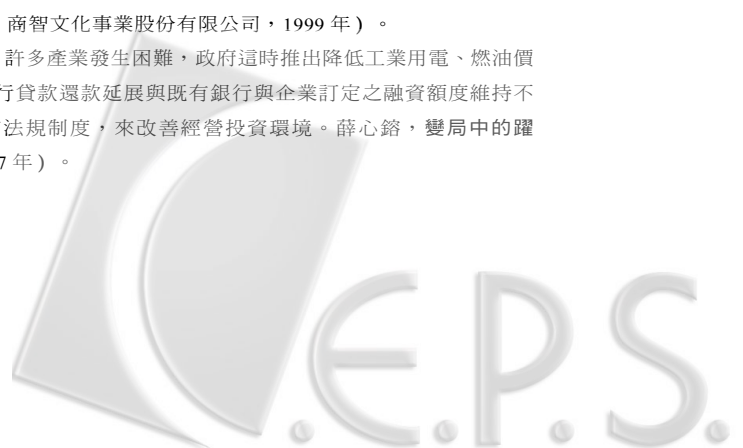 商智文化事業股份有限公司，1999 年）。
許多產業發生困難，政府這時推出降低工業用電、燃油價
行貸款還款延展與既有銀行與企業訂定之融資額度維持不
法規制度，來改善經營投資環境。薛心鎔，變局中的躍
7 年）。
C.E.P.S.